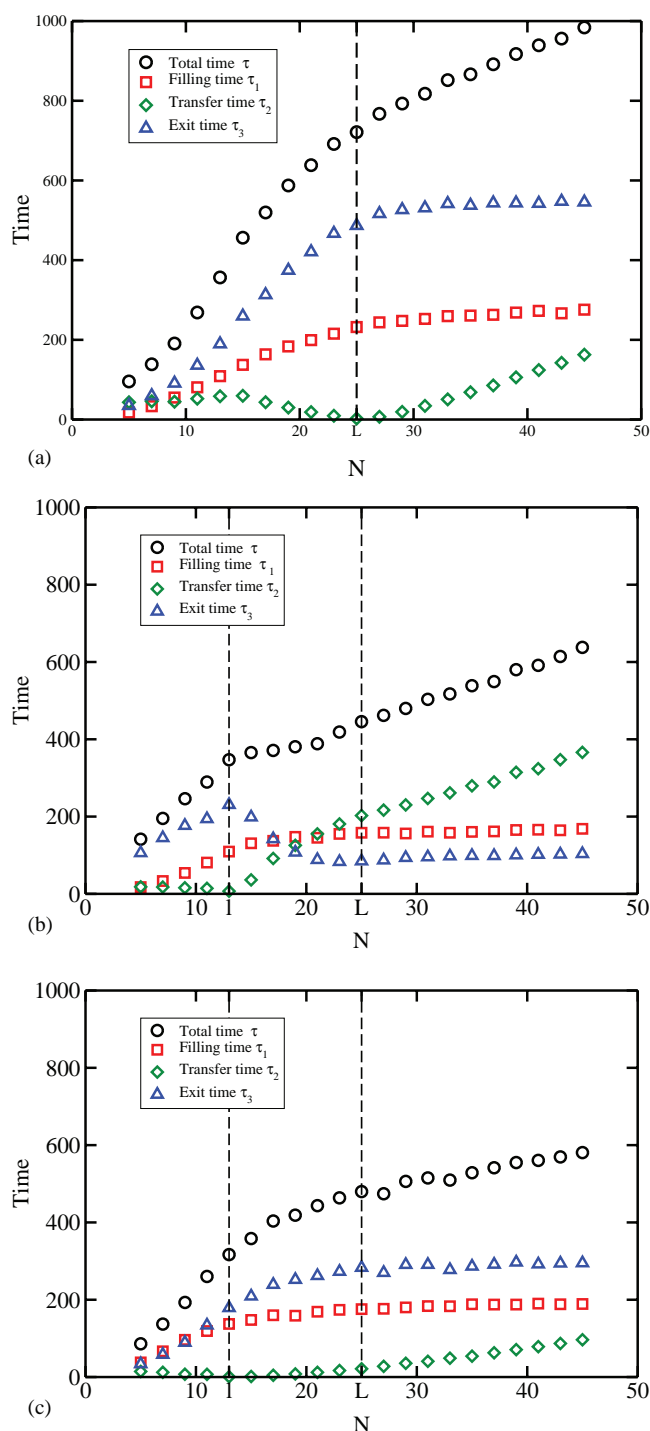 1000
800
600
400
200
0
Time
Total time τ
Filling time τ1
Transfer time τ2
Exit time τ3
0 10 20 L 30 40 50
(a)
N
1000
800
600
400
200
0
Time
Total time τ
Filling time τ1
Transfer time τ2
Exit time τ3
0 10 I 20 L 30 40 50
(b)
N
1000
800
600
400
200
0
Time
Total time τ
Filling time τ1
Transfer time τ2
Exit time τ3
0 10 I 20 L 30 40 50
(c)
N